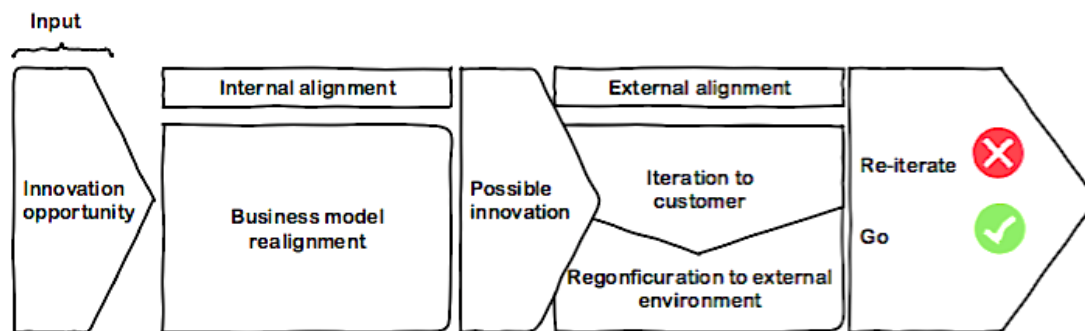 Input
Internal alignment
External alignment
Innovation
opportunity
Business model
realignment
Possible
innovation
Iteration to
customer
Regonficuration to external
environment
Re-iterate
Go